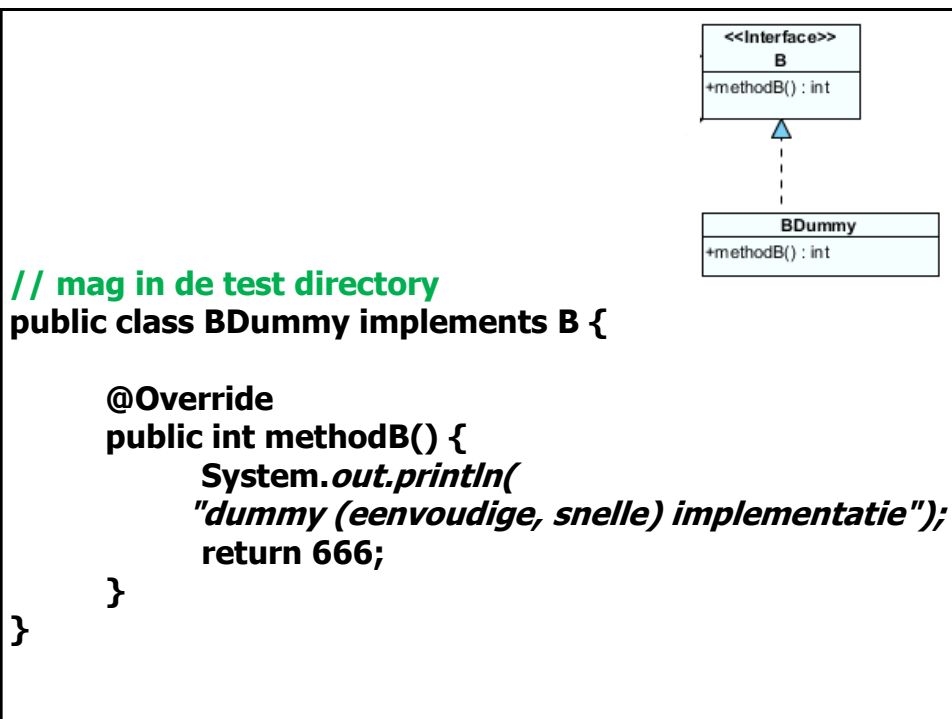 <<Interface>>
B
+methodB() : int
BDummy
+methodB() : int
// mag in de test directory
public class BDummy implements B {
@Override
public int methodB() {
System.out.println(
"dummy (eenvoudige, snelle) implementatie");
return 666;
}
}